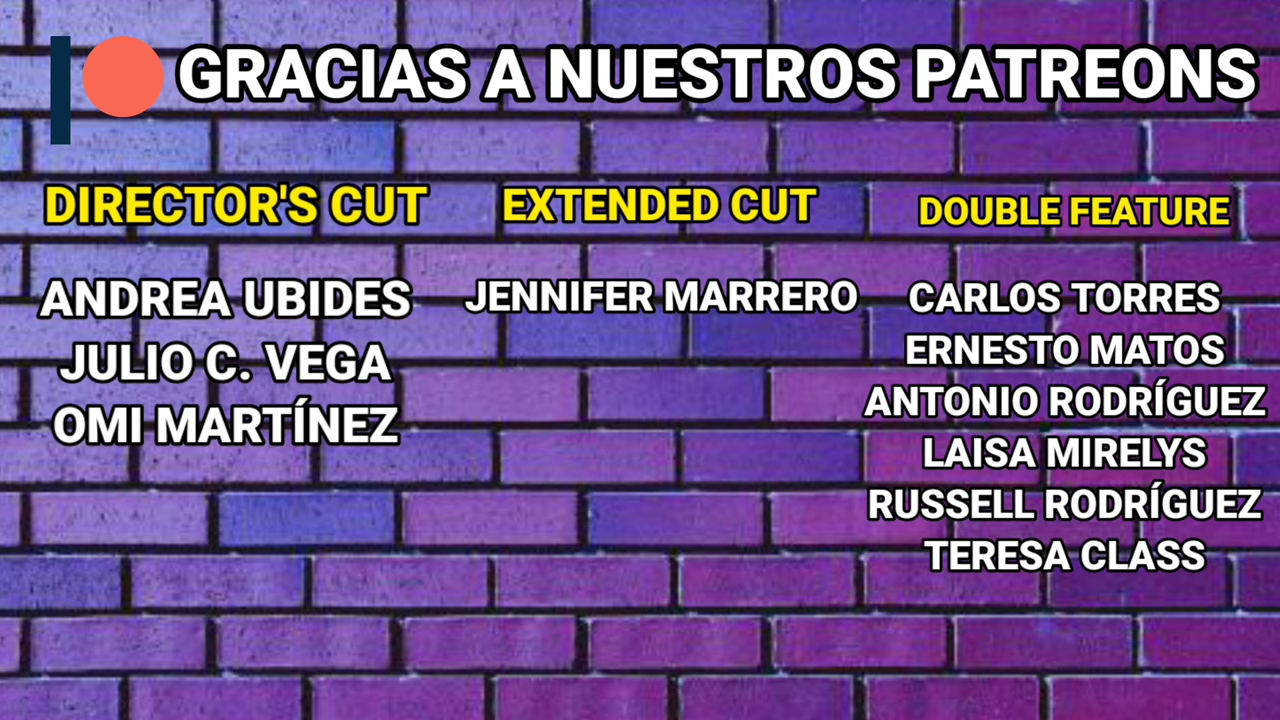 GRACIAS A NUESTROS PATREONS
DIRECTOR'S CUT
ANDREA UBIDES
JULIO C. VEGA
OMI MARTÍNEZ
EXTENDED CUT
JENNIFER MARRERO
DOUBLE FEATURE
CARLOS TORRES
ERNESTO MATOS
ANTONIO RODRÍGUEZ
LAISA MIRELYS
RUSSELL RODRÍGUEZ
TERESA CLASS